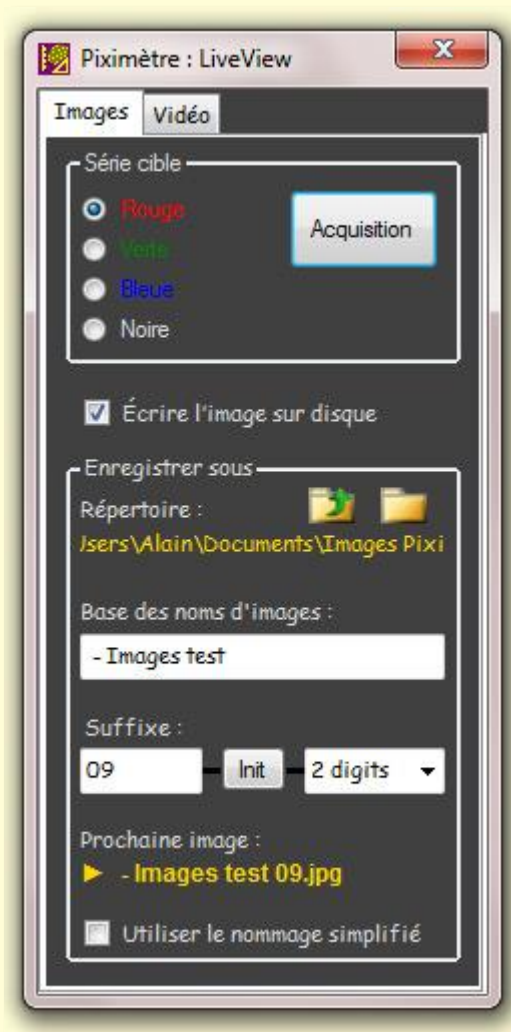 Piximètre : LiveView
Images Vidéo
Série cible
Rouge
Verte
Bleue
Noire
Acquisition
Écrire l'image sur disque
Enregistrer sous
Répertoire :
Jsers\Alain\Documents\Images Pixi
Base des noms d'images :
- Images test
Suffixe :
09 Init 2 digits
Prochaine image :
► - Images test 09.jpg
Utiliser le nommage simplifié